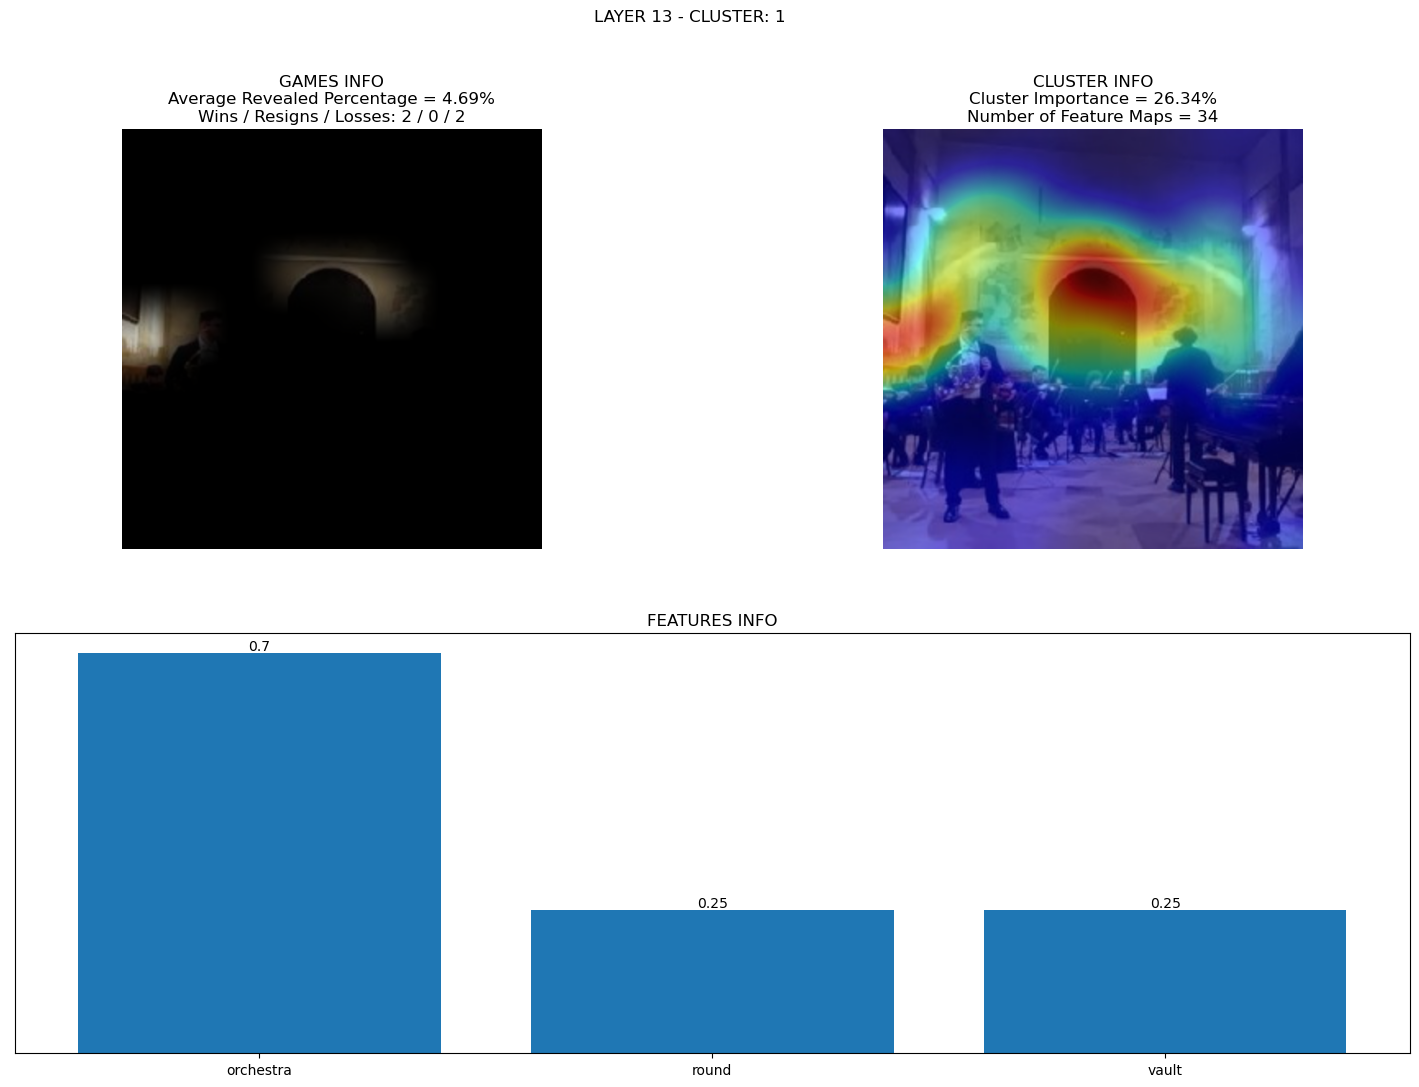 LAYER 13 - CLUSTER: 1
GAMES INFO
Average Revealed Percentage = 4.69%
Wins / Resigns / Losses: 2 / 0 / 2
CLUSTER INFO
Cluster Importance = 26.34%
Number of Feature Maps = 34
FEATURES INFO
0.7
0.25
0.25
orchestra
round
vault